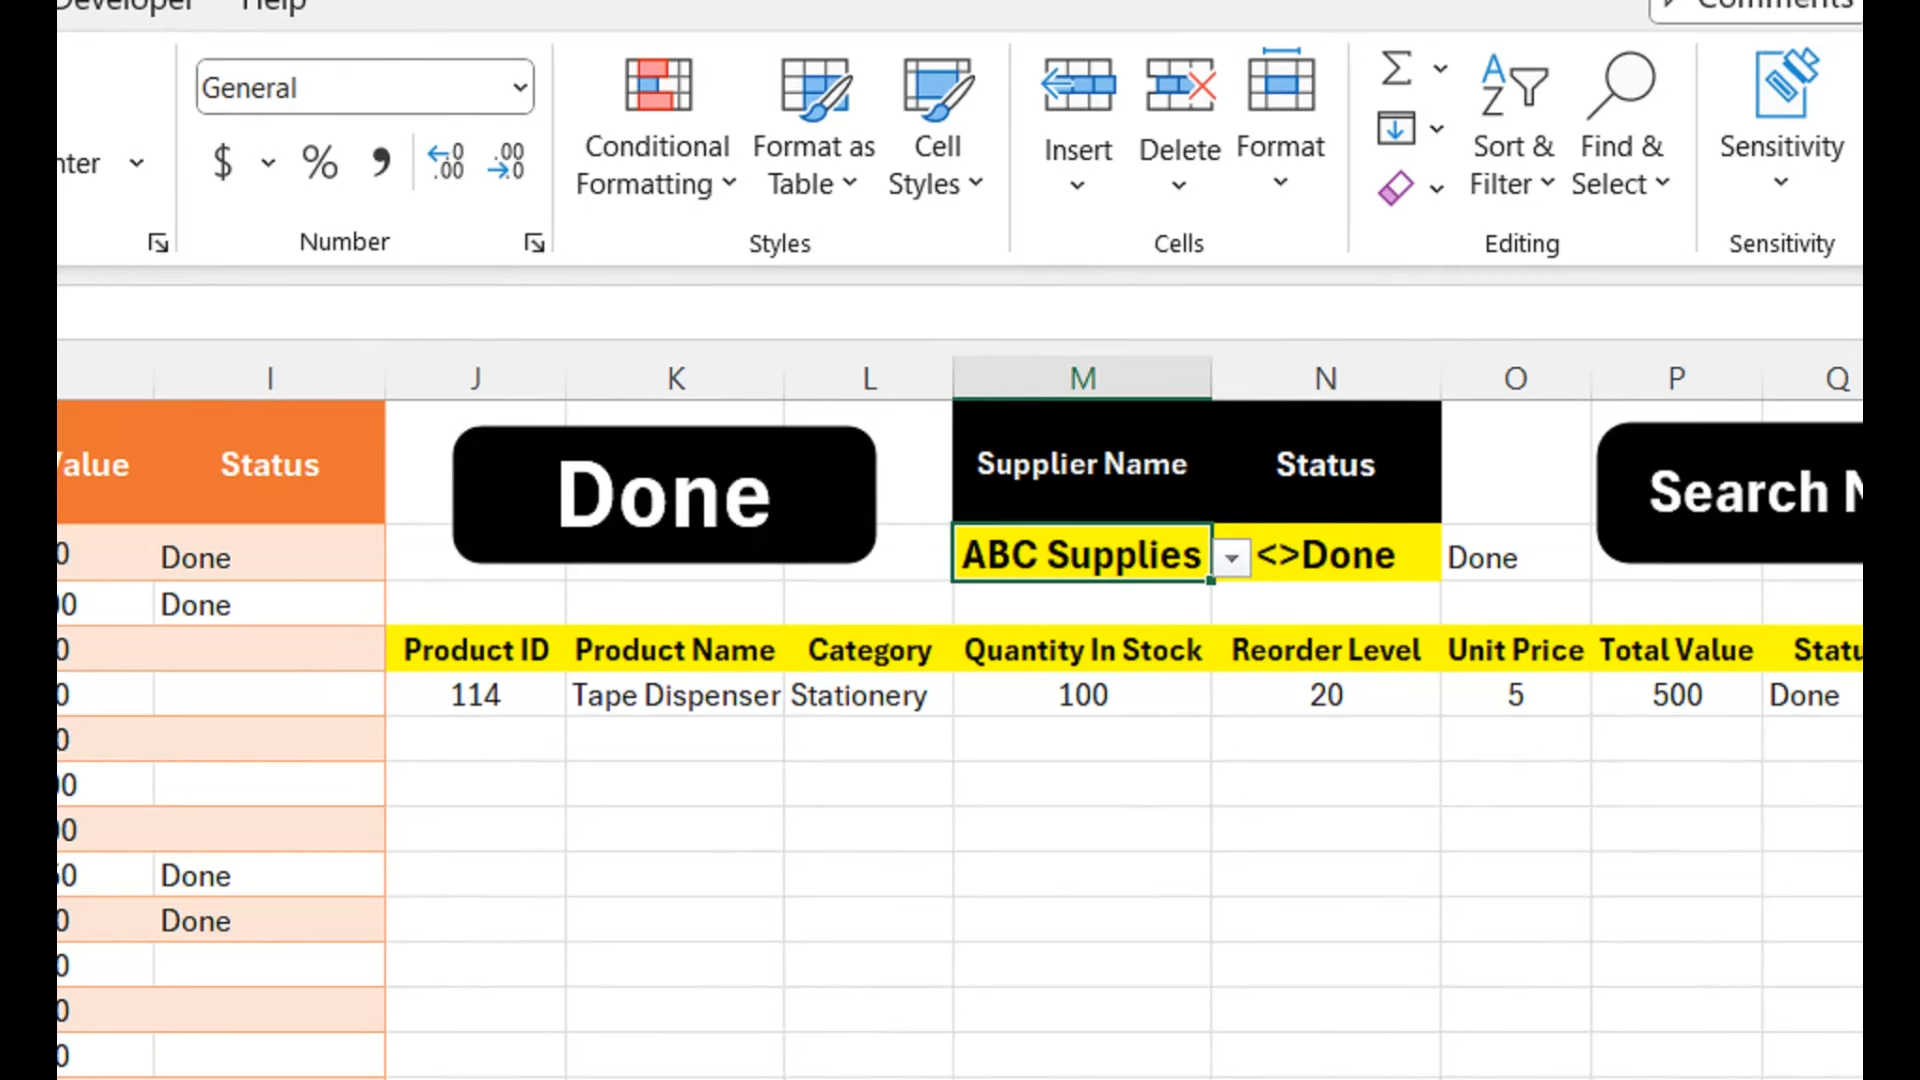 Developer Help
Comments
General
$ % 9
Conditional Formatting
Format as Table
Cell Styles
Insert
Delete
Format
Sort & Filter
Find & Select
Sensitivity
Number
Styles
Cells
Editing
Sensitivity
I J K L M N O P Q
Status
Done
Supplier Name
Status
Search
ABC Supplies
<>Done
Done
Done
Done
Product ID Product Name Category Quantity In Stock Reorder Level Unit Price Total Value
114 Tape Dispenser Stationery 100 20 5 500 Done
Done
Done